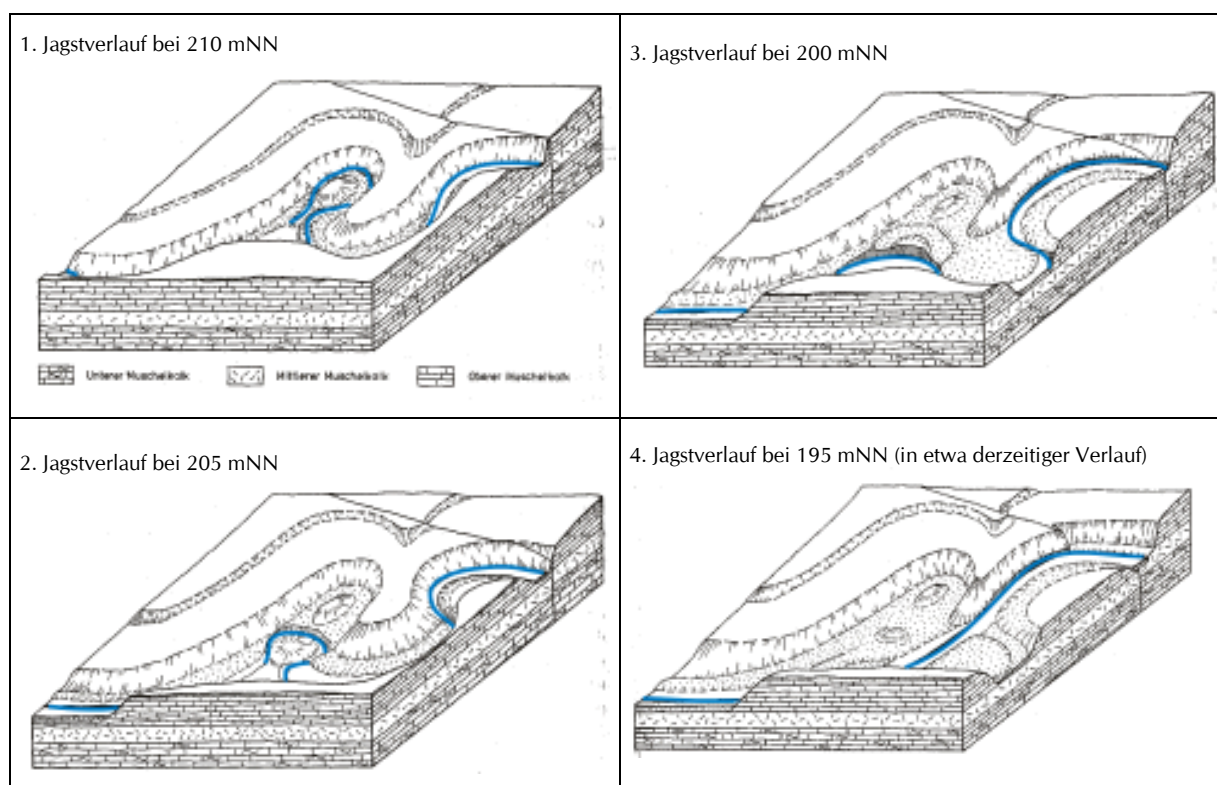 1. Jagstverlauf bei 210 mNN
3. Jagstverlauf bei 200 mNN
Unterer Muschelkalk Mittlerer Muschelkalk Oberer Muschelkalk
2. Jagstverlauf bei 205 mNN
4. Jagstverlauf bei 195 mNN (in etwa derzeitiger Verlauf)